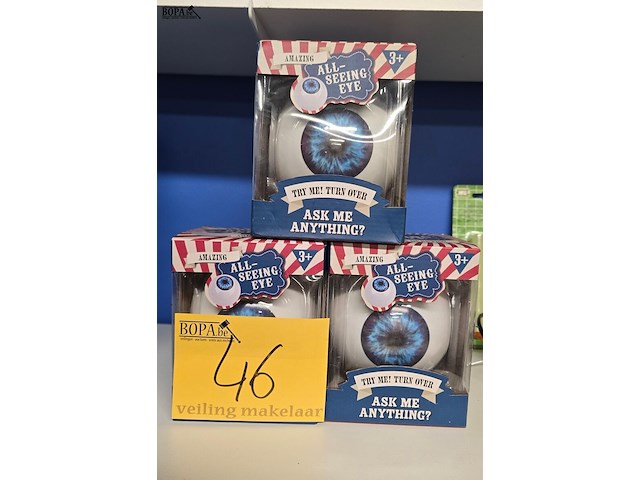 BOPA.be
AMAZING
ALL-
SEEING
EYE
3+
TRY ME! TURN OVER
ASK ME
ANYTHING?
AMAZING
ALL-
SEEING
EYE
3+
BOPA.be
46
veiling makelaar
AMAZING
ALL-
SEEING
EYE
3+
TRY ME! TURN OVER
ASK ME
ANYTHING?